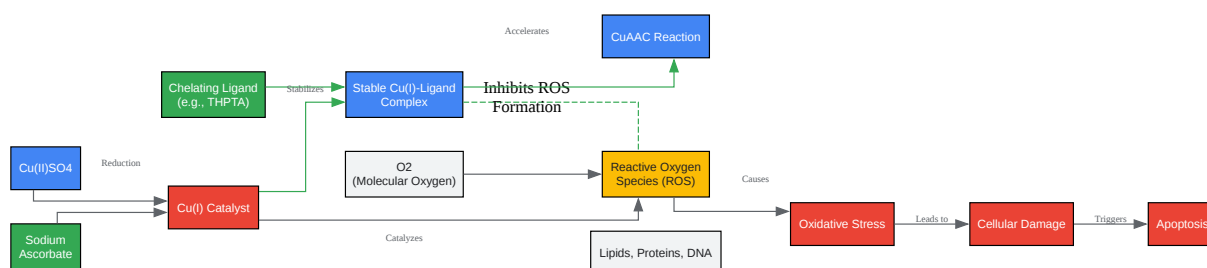 Accelerates
CuAAC Reaction
Chelating Ligand
(e.g., THPTA)
Stabilizes
Stable Cu(I)-Ligand
Complex
Inhibits ROS
Formation
Cu(II)SO4
Reduction
O2
(Molecular Oxygen)
Reactive Oxygen
Species (ROS)
Causes
Cu(I) Catalyst
Sodium
Ascorbate
Catalyzes
Lipids, Proteins, DNA
Oxidative Stress
Leads to
Cellular Damage
Triggers
Apoptosis